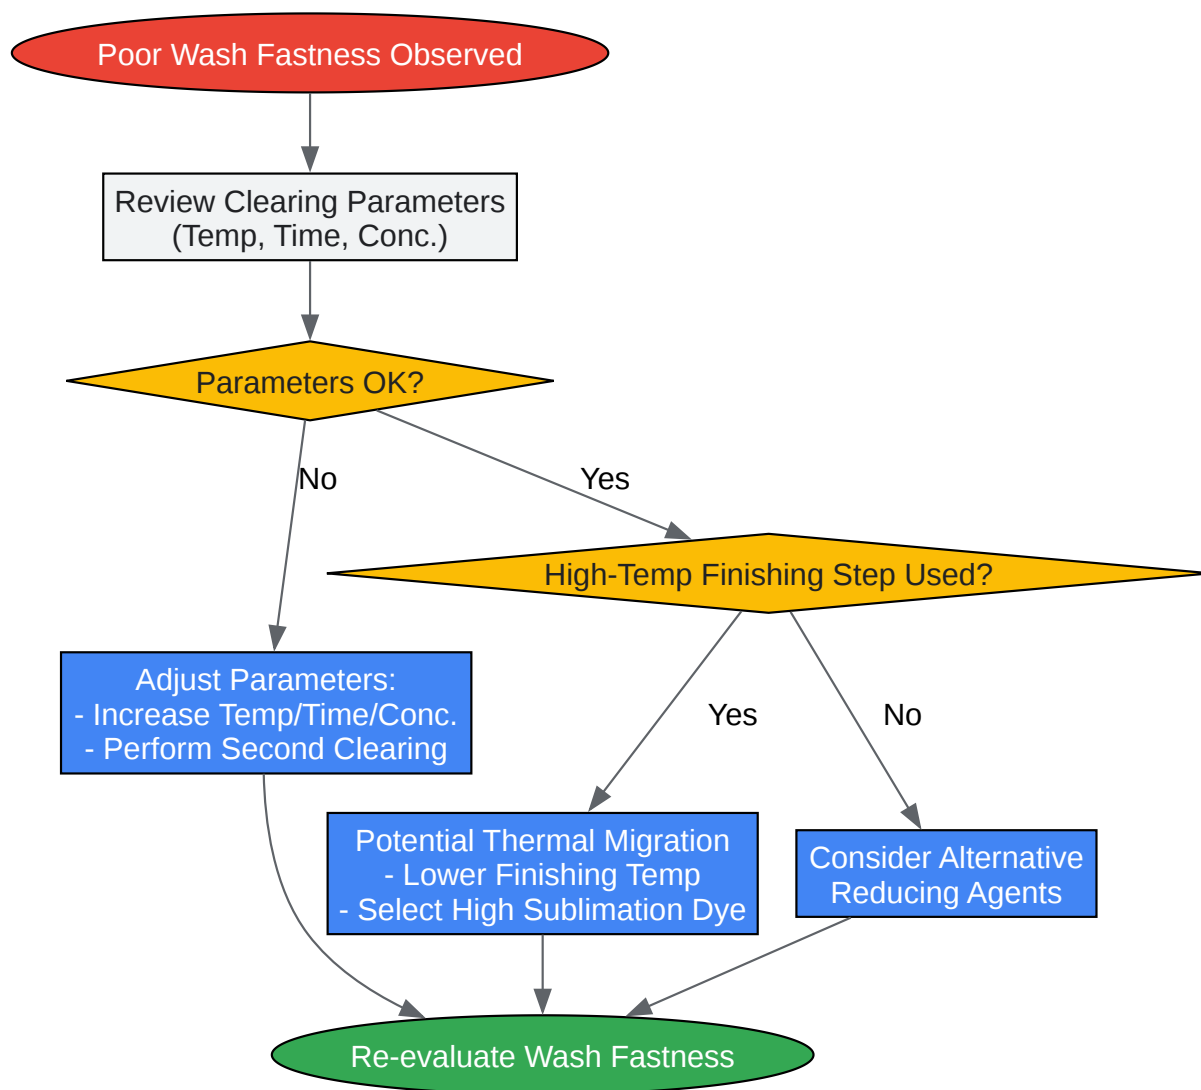 Poor Wash Fastness Observed
Review Clearing Parameters
(Temp, Time, Conc.)
Parameters OK?
No
Yes
High-Temp Finishing Step Used?
Adjust Parameters:
- Increase Temp/Time/Conc.
- Perform Second Clearing
Yes
No
Potential Thermal Migration
- Lower Finishing Temp
- Select High Sublimation Dye
Consider Alternative
Reducing Agents
Re-evaluate Wash Fastness